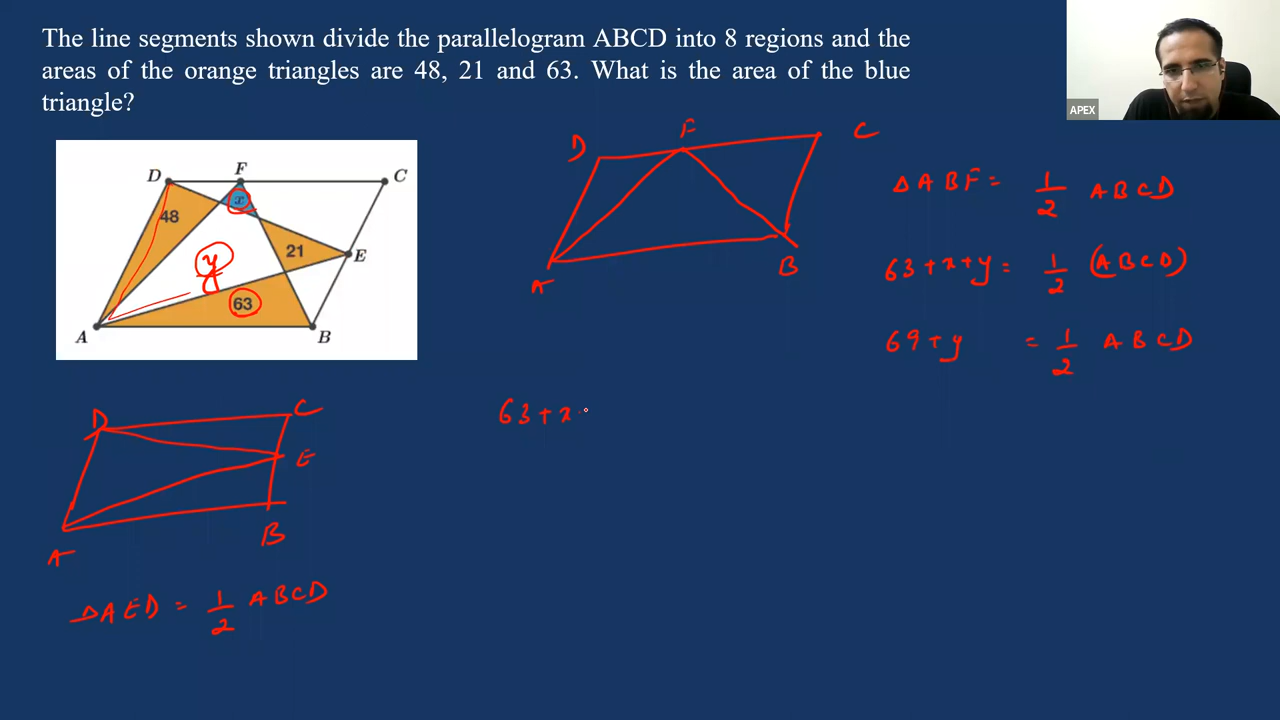 The line segments shown divide the parallelogram ABCD into 8 regions and the
areas of the orange triangles are 48, 21 and 63. What is the area of the blue
triangle?
APEX
D F C
48 x
21 E
y
63
A B
D F C
A B
ΔABF = 1/2 ABCD
63 + x + y = 1/2 (ABCD)
69 + y = 1/2 ABCD
D C
E
A B
ΔAED = 1/2 ABCD
63 + x